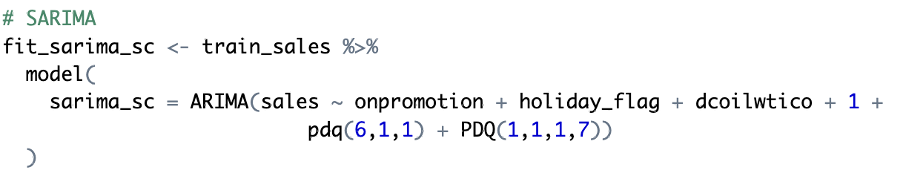 # SARIMA
fit_sarima_sc <- train_sales %>%
  model(
    sarima_sc = ARIMA(sales ~ onpromotion + holiday_flag + dcoilwtico + 1 +
                        pdq(6,1,1) + PDQ(1,1,1,7))
  )